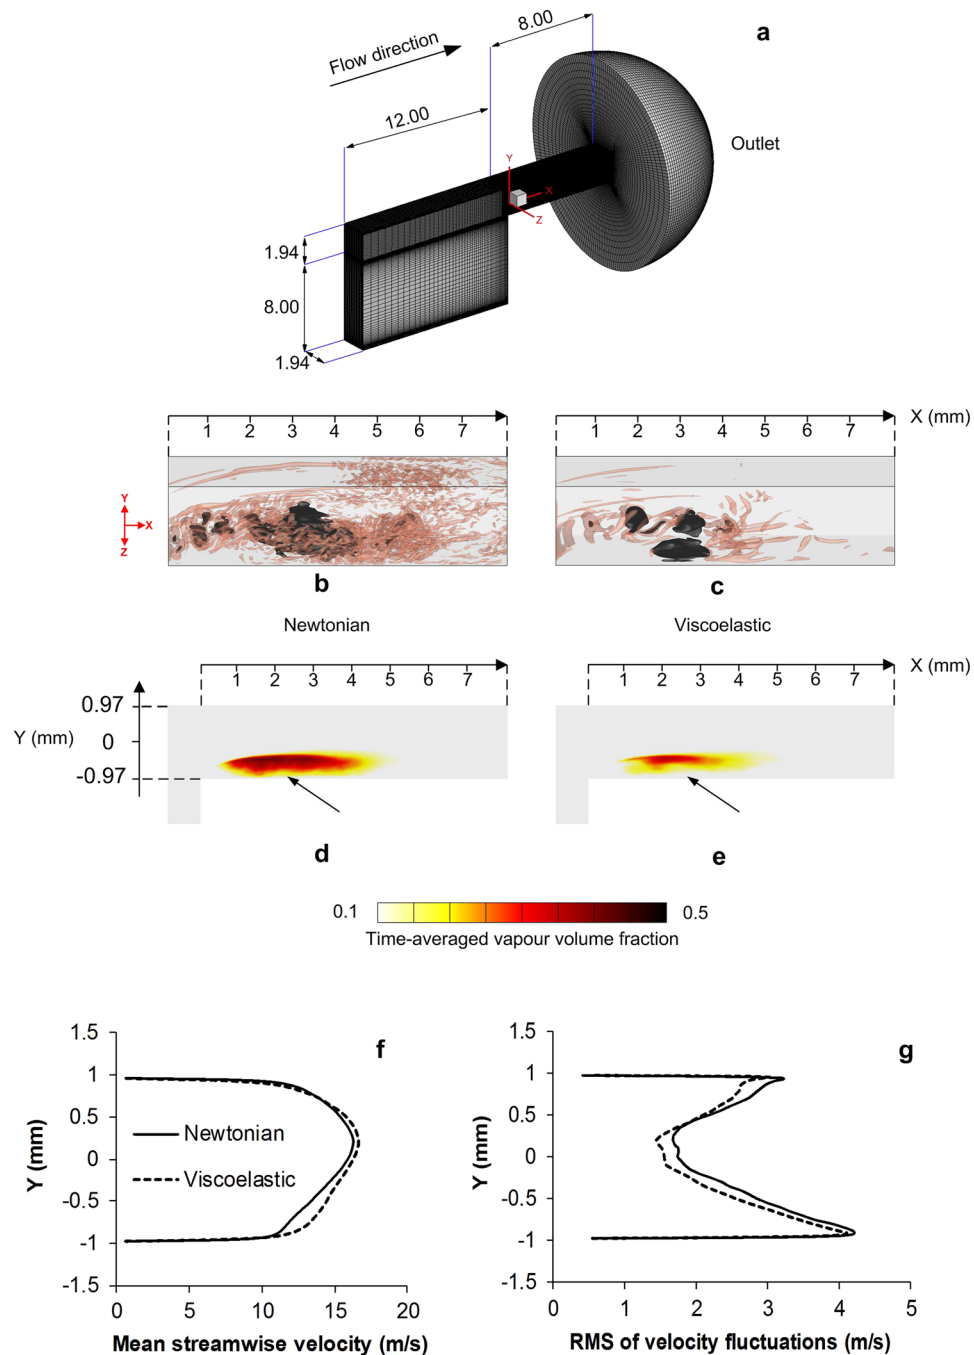 a
8.00
Flow direction
12.00
Outlet
Y
X
Z
1.94
8.00
1.94
1 2 3 4 5 6 7
1 2 3 4 5 6 7
X (mm)
Y
X
Z
b
c
Newtonian
Viscoelastic
1 2 3 4 5 6 7
1 2 3 4 5 6 7
X (mm)
0.97
Y (mm)
0
-0.97
d
e
0.1
0.5
Time-averaged vapour volume fraction
f
1.5
1
0.5
0
-0.5
-1
-1.5
Y (mm)
Newtonian
Viscoelastic
0 5 10 15 20
Mean streamwise velocity (m/s)
g
1.5
1
0.5
0
-0.5
-1
-1.5
Y (mm)
0 1 2 3 4 5
RMS of velocity fluctuations (m/s)